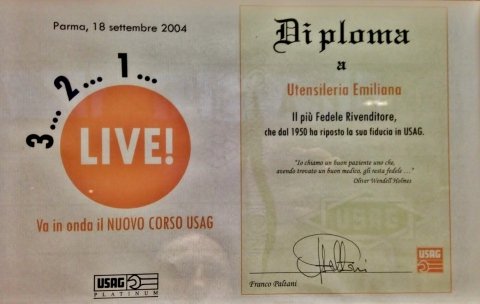 Parma, 18 settembre 2004
3... 2... 1...
LIVE!
Va in onda il NUOVO CORSO USAG
USAG
PLATINUM
Diploma
a
Utensileria Emiliana
Il più Fedele Rivenditore,
che dal 1950 ha riposto la sua fiducia in USAG.
"Io chiamo un buon paziente uno che,
avendo trovato un buon medico, gli resta fedele ..."
Oliver Wendell Holmes
Franco Paltani
USAG